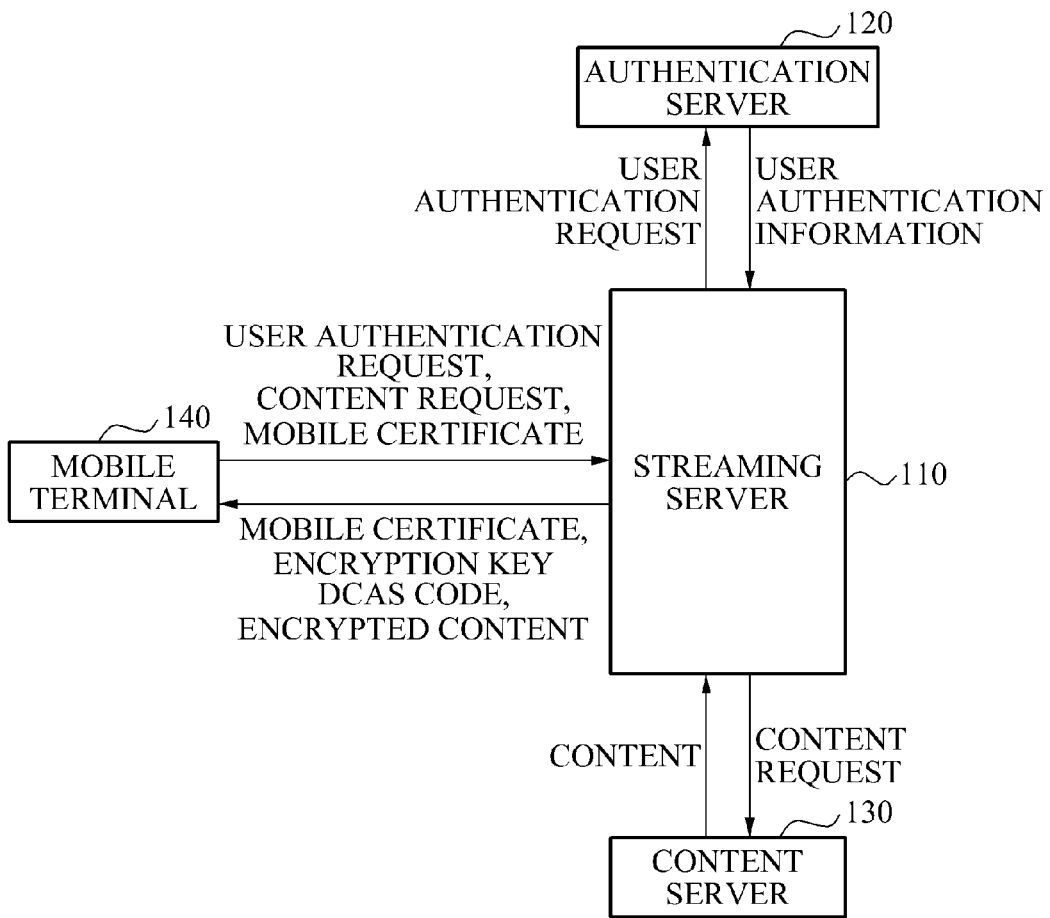 120
AUTHENTICATION
SERVER
USER
AUTHENTICATION
REQUEST
USER
AUTHENTICATION
INFORMATION
USER AUTHENTICATION
REQUEST,
CONTENT REQUEST,
MOBILE CERTIFICATE
140
MOBILE
TERMINAL
STREAMING
SERVER
110
MOBILE CERTIFICATE,
ENCRYPTION KEY
DCAS CODE,
ENCRYPTED CONTENT
CONTENT
CONTENT
REQUEST
130
CONTENT
SERVER